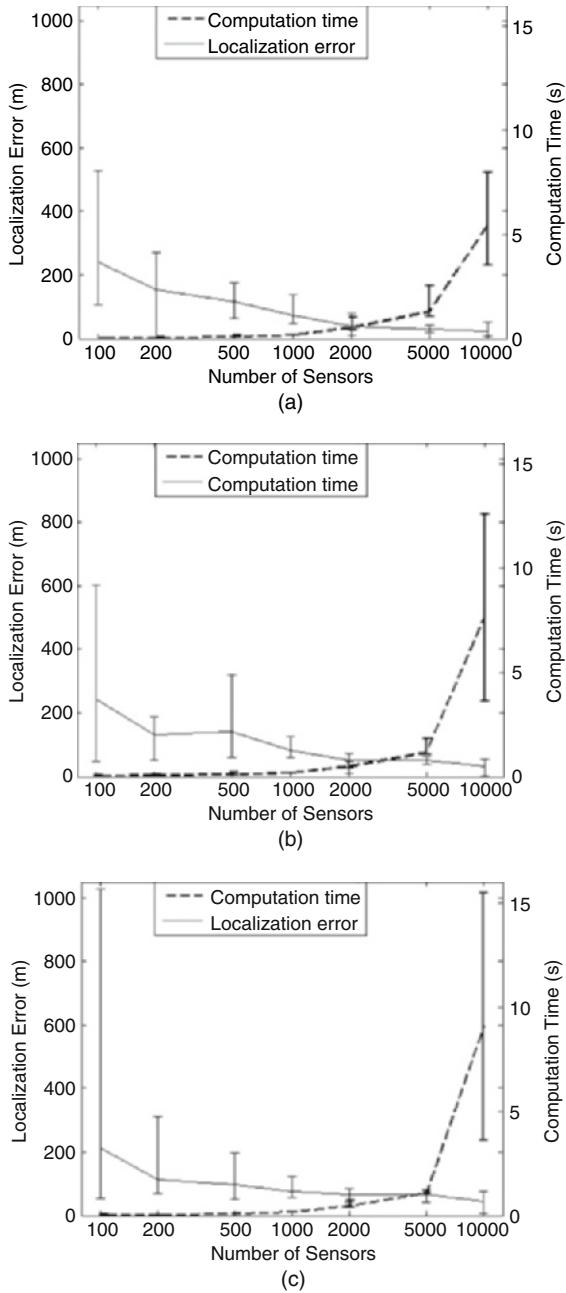 Computation time
Localization error
Localization Error (m)
1000
800
600
400
200
0
Computation Time (s)
15
10
5
0
100 200 500 1000 2000 5000 10000
Number of Sensors
(a)
Computation time
Computation time
Localization Error (m)
1000
800
600
400
200
0
Computation Time (s)
15
10
5
0
100 200 500 1000 2000 5000 10000
Number of Sensors
(b)
Computation time
Localization error
Localization Error (m)
1000
800
600
400
200
0
Computation Time (s)
15
10
5
0
100 200 500 1000 2000 5000 10000
Number of Sensors
(c)